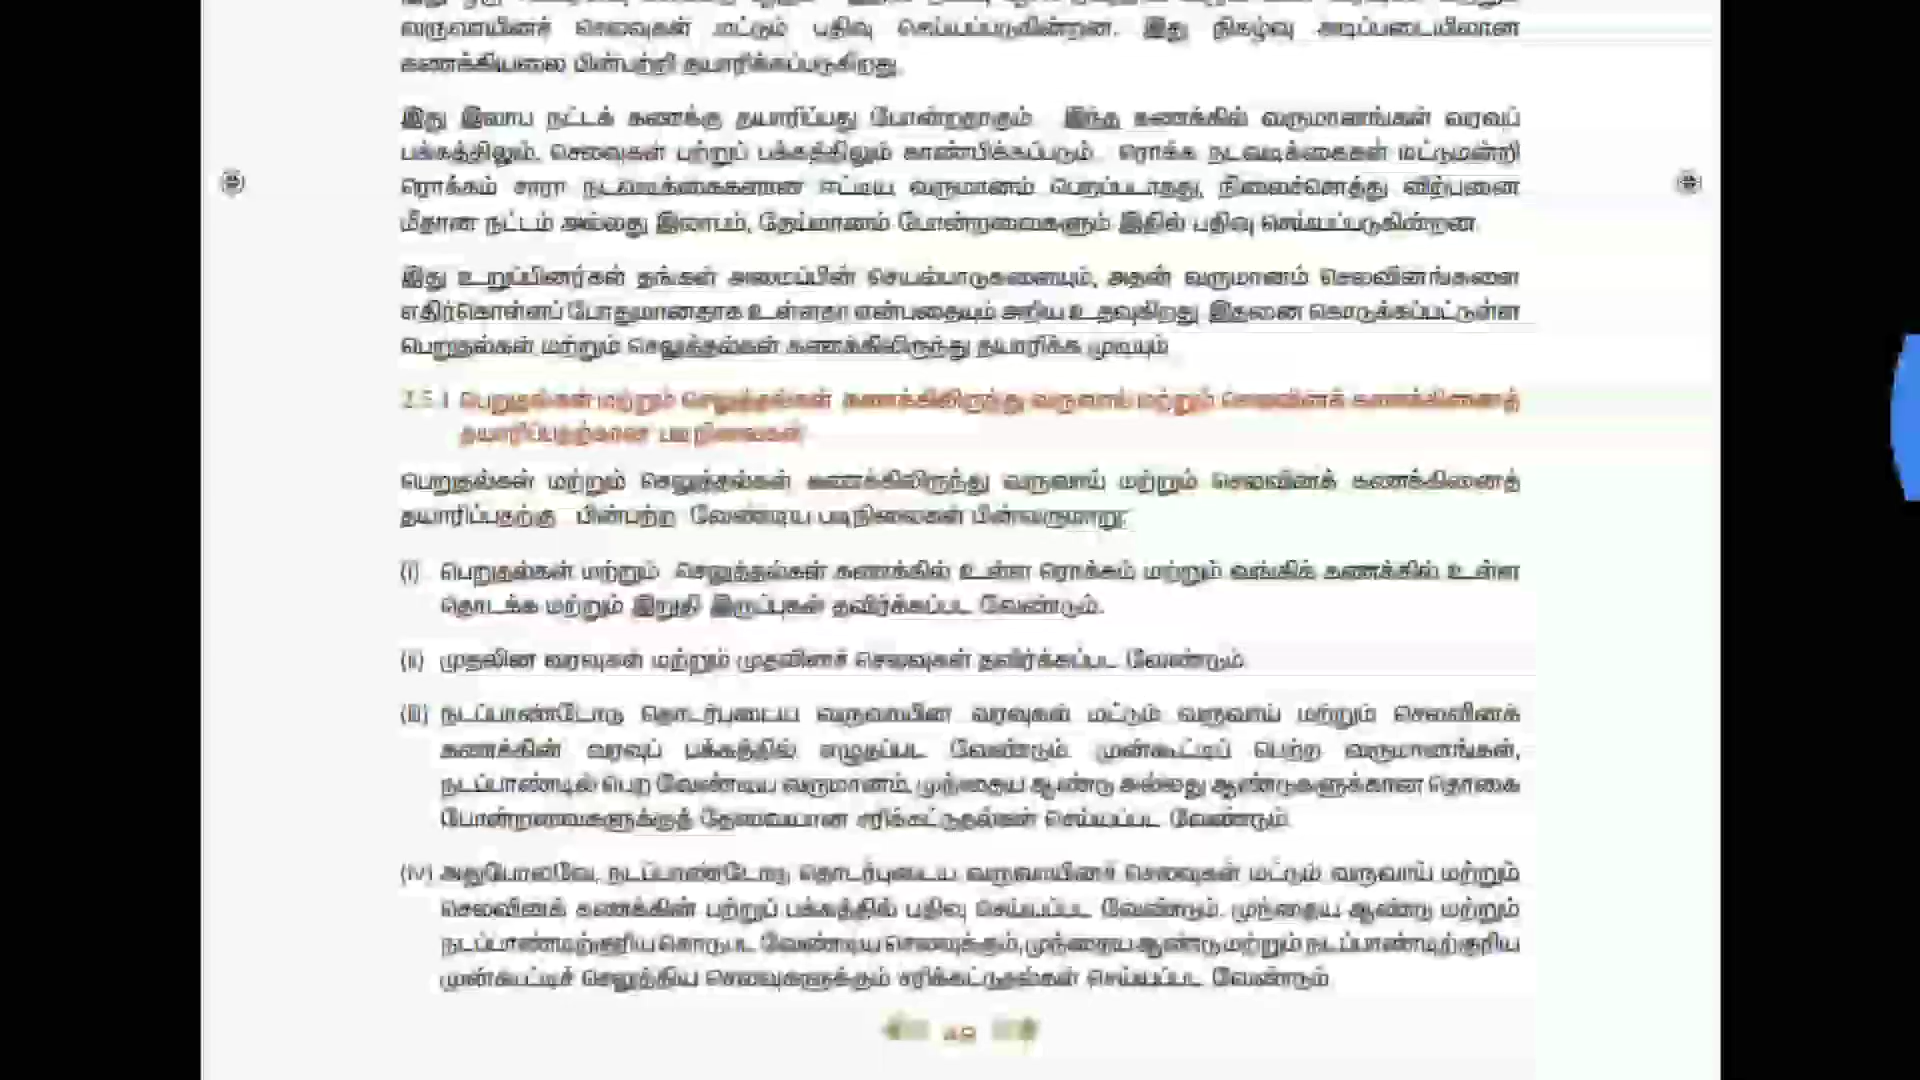 வருவாயினச் செலவுகள் மட்டும் பதிவு செய்யப்படுகின்றன. இது நிகழ்வு அடிப்படையிலான
கணக்கியலை பின்பற்றி தயாரிக்கப்படுகிறது.
இது இலாப நட்டக் கணக்கு தயாரிப்பது போன்றதாகும். இந்த கணக்கில் வருமானங்கள் வரவுப்
பக்கத்திலும், செலவுகள் பற்றுப் பக்கத்திலும் காண்பிக்கப்படும். ரொக்க நடவடிக்கைகள் மட்டுமன்றி
ரொக்கம் சாரா நடவடிக்கைகளான ஈட்டிய வருமானம் பெறப்படாதது, நிலைச்சொத்து விற்பனை
மீதான நட்டம் அல்லது இலாபம், தேய்மானம் போன்றவைகளும் இதில் பதிவு செய்யப்படுகின்றன.
இது உறுப்பினர்கள் தங்கள் அமைப்பின் செயல்பாடுகளையும், அதன் வருமானம் செலவினங்களை
எதிர்கொள்ளப் போதுமானதாக உள்ளதா என்பதையும் அறிய உதவுகிறது. இதனை கொடுக்கப்பட்டுள்ள
பெறுதல்கள் மற்றும் செலுத்தல்கள் கணக்கிலிருந்து தயாரிக்க முடியும்.
2.5.1 பெறுதல்கள் மற்றும் செலுத்தல்கள் கணக்கிலிருந்து வருவாய் மற்றும் செலவினக் கணக்கினைத்
தயாரிப்பதற்கான படிநிலைகள்
பெறுதல்கள் மற்றும் செலுத்தல்கள் கணக்கிலிருந்து வருவாய் மற்றும் செலவினக் கணக்கினைத்
தயாரிப்பதற்கு பின்பற்ற வேண்டிய படிநிலைகள் பின்வருமாறு:
(i) பெறுதல்கள் மற்றும் செலுத்தல்கள் கணக்கில் உள்ள ரொக்கம் மற்றும் வங்கிக் கணக்கில் உள்ள
தொடக்க மற்றும் இறுதி இருப்புகள் தவிர்க்கப்பட வேண்டும்.
(ii) முதலின வரவுகள் மற்றும் முதலினச் செலவுகள் தவிர்க்கப்பட வேண்டும்.
(iii) நடப்பாண்டோடு தொடர்புடைய வருவாயின வரவுகள் மட்டும் வருவாய் மற்றும் செலவினக்
கணக்கின் வரவுப் பக்கத்தில் எழுதப்பட வேண்டும். முன்கூட்டிப் பெற்ற வருமானங்கள்,
நடப்பாண்டில் பெற வேண்டிய வருமானம், முந்தைய ஆண்டு அல்லது ஆண்டுகளுக்கான தொகை
போன்றவைகளுக்குத் தேவையான சரிக்கட்டுதல்கள் செய்யப்பட வேண்டும்.
(iv) அதுபோலவே, நடப்பாண்டோடு தொடர்புடைய வருவாயினச் செலவுகள் மட்டும் வருவாய் மற்றும்
செலவினக் கணக்கின் பற்றுப் பக்கத்தில் பதிவு செய்யப்பட வேண்டும். முந்தைய ஆண்டு மற்றும்
நடப்பாண்டிற்குரிய கொடுபட வேண்டிய செலவுக்கும், முந்தைய ஆண்டு மற்றும் நடப்பாண்டிற்குரிய
முன்கூட்டிச் செலுத்திய செலவுகளுக்கும் சரிக்கட்டுதல்கள் செய்யப்பட வேண்டும்.